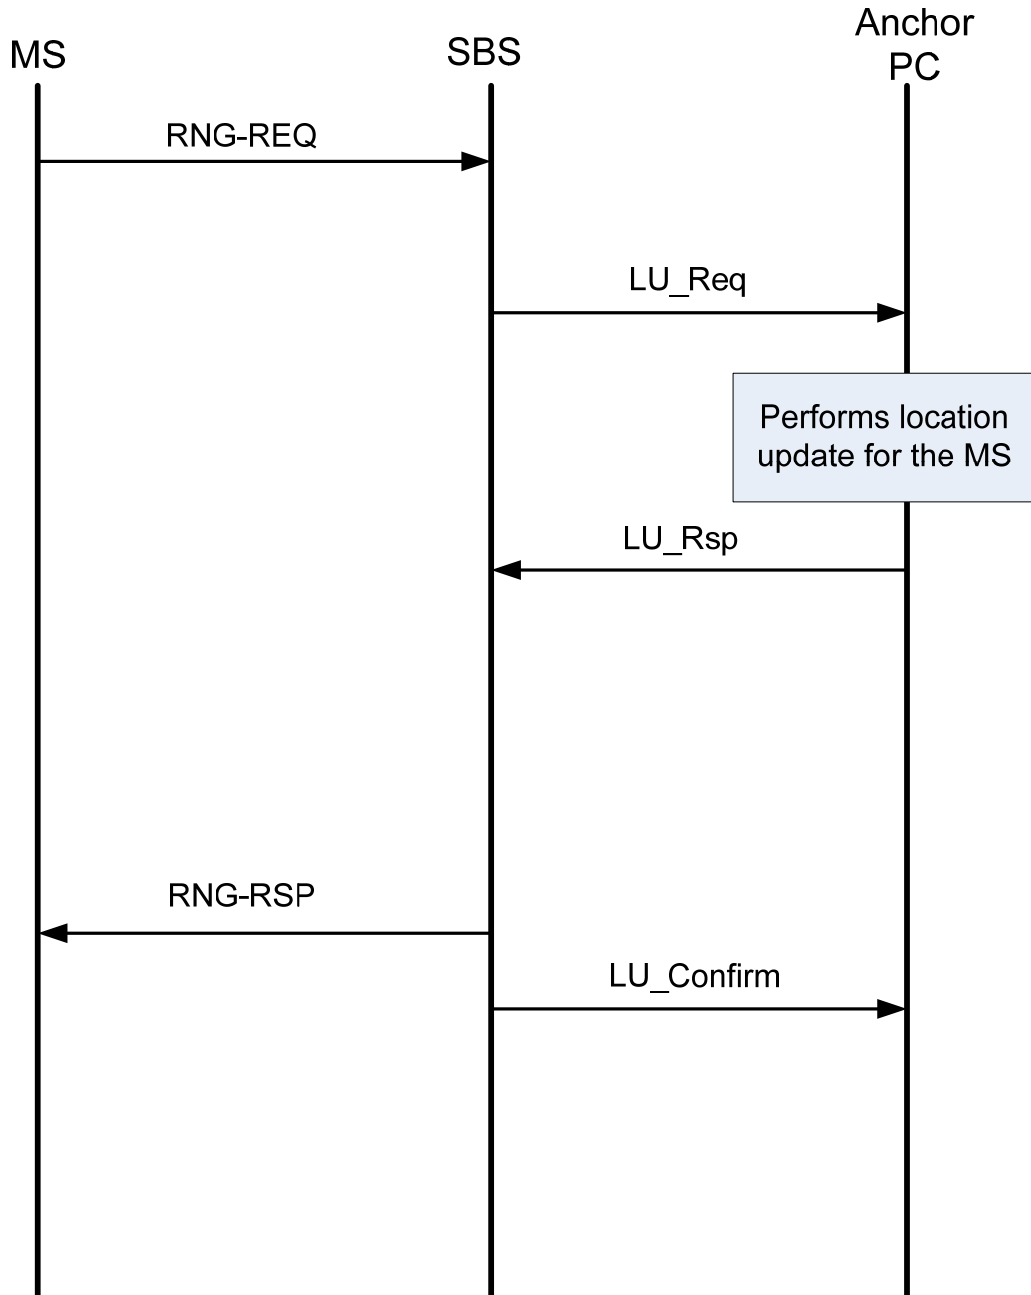 MS
SBS
Anchor
PC
RNG-REQ
LU_Req
Performs location
update for the MS
LU_Rsp
RNG-RSP
LU_Confirm